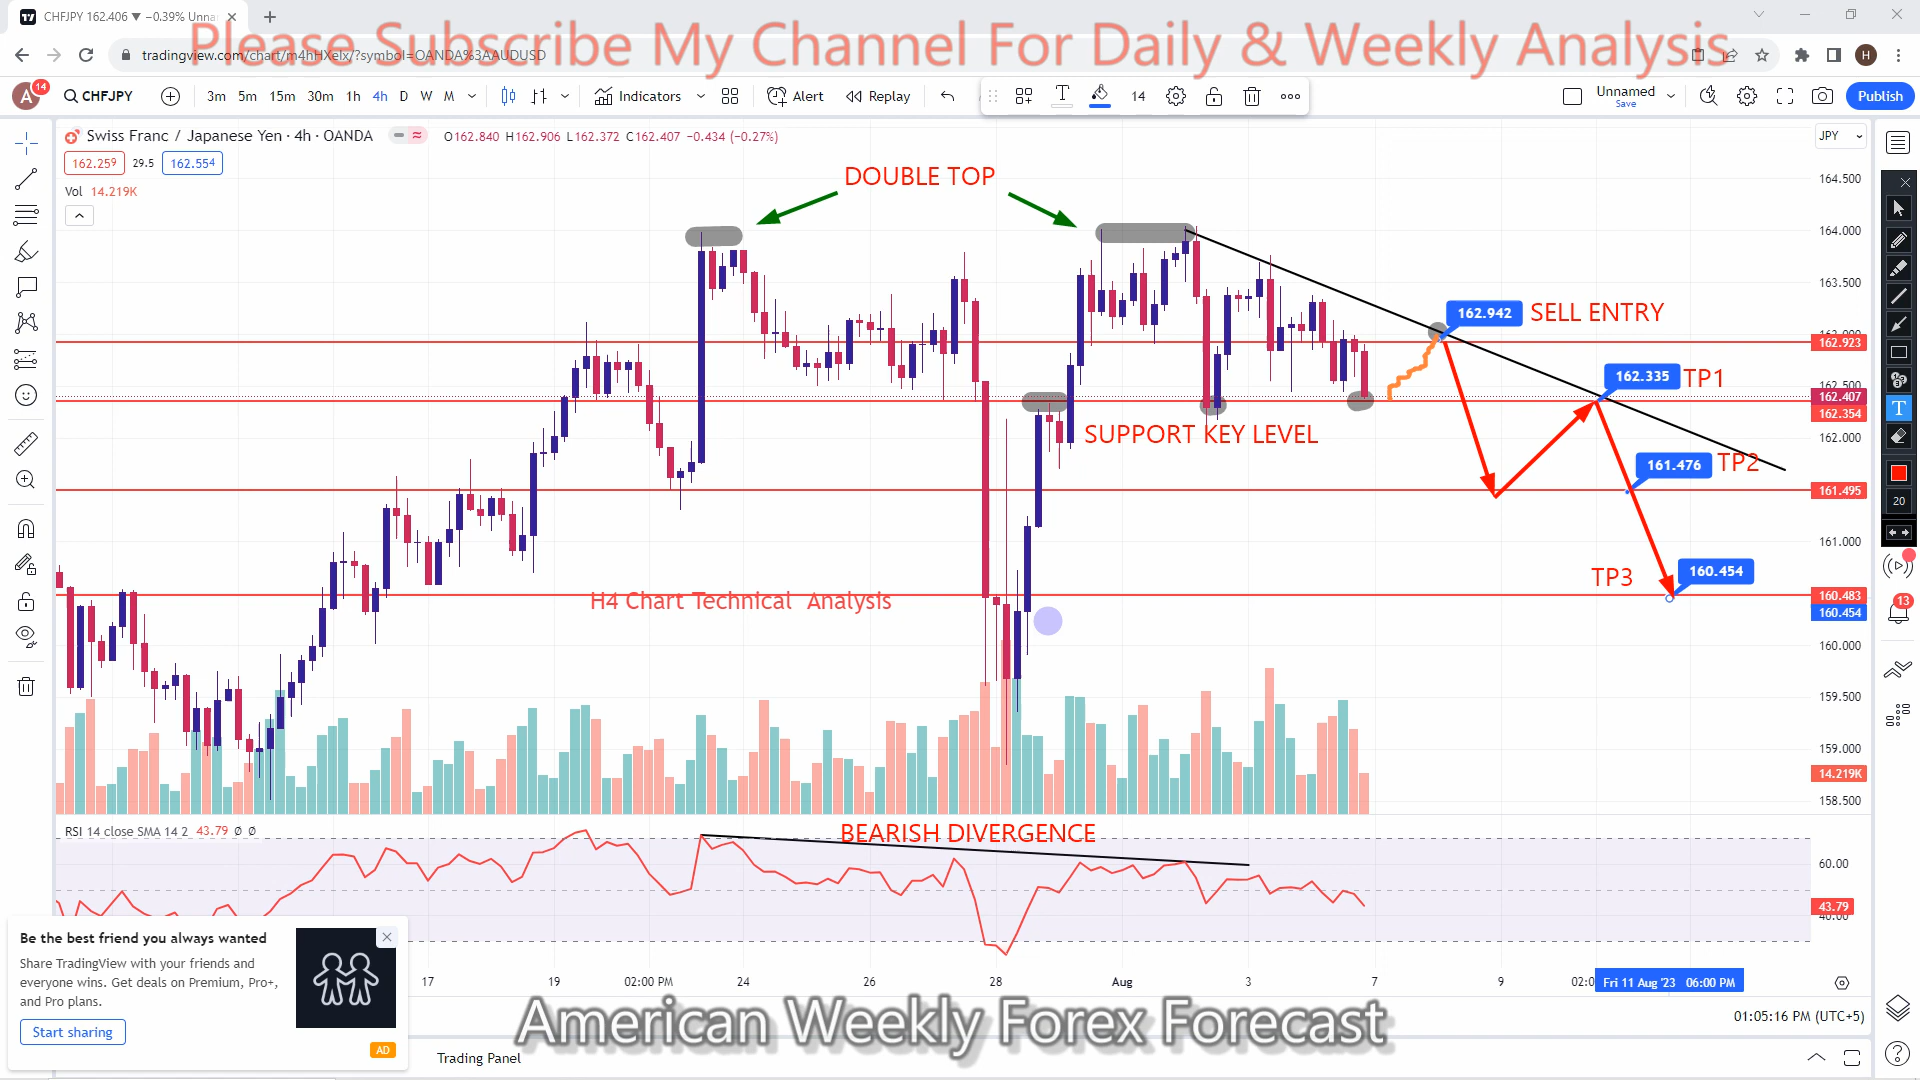 CHFJPY 162.406 ▼ −0.39% Unna
Please Subscribe My Channel For Daily & Weekly Analysis
tradingview.com/chart/m4hHXelx/?symbol=OANDA%3AAUDUSD
H
A 14
CHFJPY
3m 5m 15m 30m 1h 4h D W M
Indicators
Alert
Replay
T
14
Unnamed
Save
Publish
Swiss Franc / Japanese Yen · 4h · OANDA
O162.840 H162.906 L162.372 C162.407 −0.434 (−0.27%)
JPY
162.259 29.5 162.554
Vol 14.219K
DOUBLE TOP
164.500
164.000
163.500
162.942 SELL ENTRY
162.923
162.335 TP1
162.500
162.407
162.354
SUPPORT KEY LEVEL
162.000
161.476 TP2
161.495
20
161.000
TP3 160.454
H4 Chart Technical Analysis
160.483
160.454
13
160.000
159.500
159.000
14.219K
158.500
RSI 14 close SMA 14 2 43.79 ∅ ∅
BEARISH DIVERGENCE
60.00
43.79
40.00
Be the best friend you always wanted
Share TradingView with your friends and
everyone wins. Get deals on Premium, Pro+,
and Pro plans.
Start sharing
AD
17 19 02:00 PM 24 26 28 Aug 3 7 9 02:0 Fri 11 Aug '23 06:00 PM
American Weekly Forex Forecast
01:05:16 PM (UTC+5)
Trading Panel